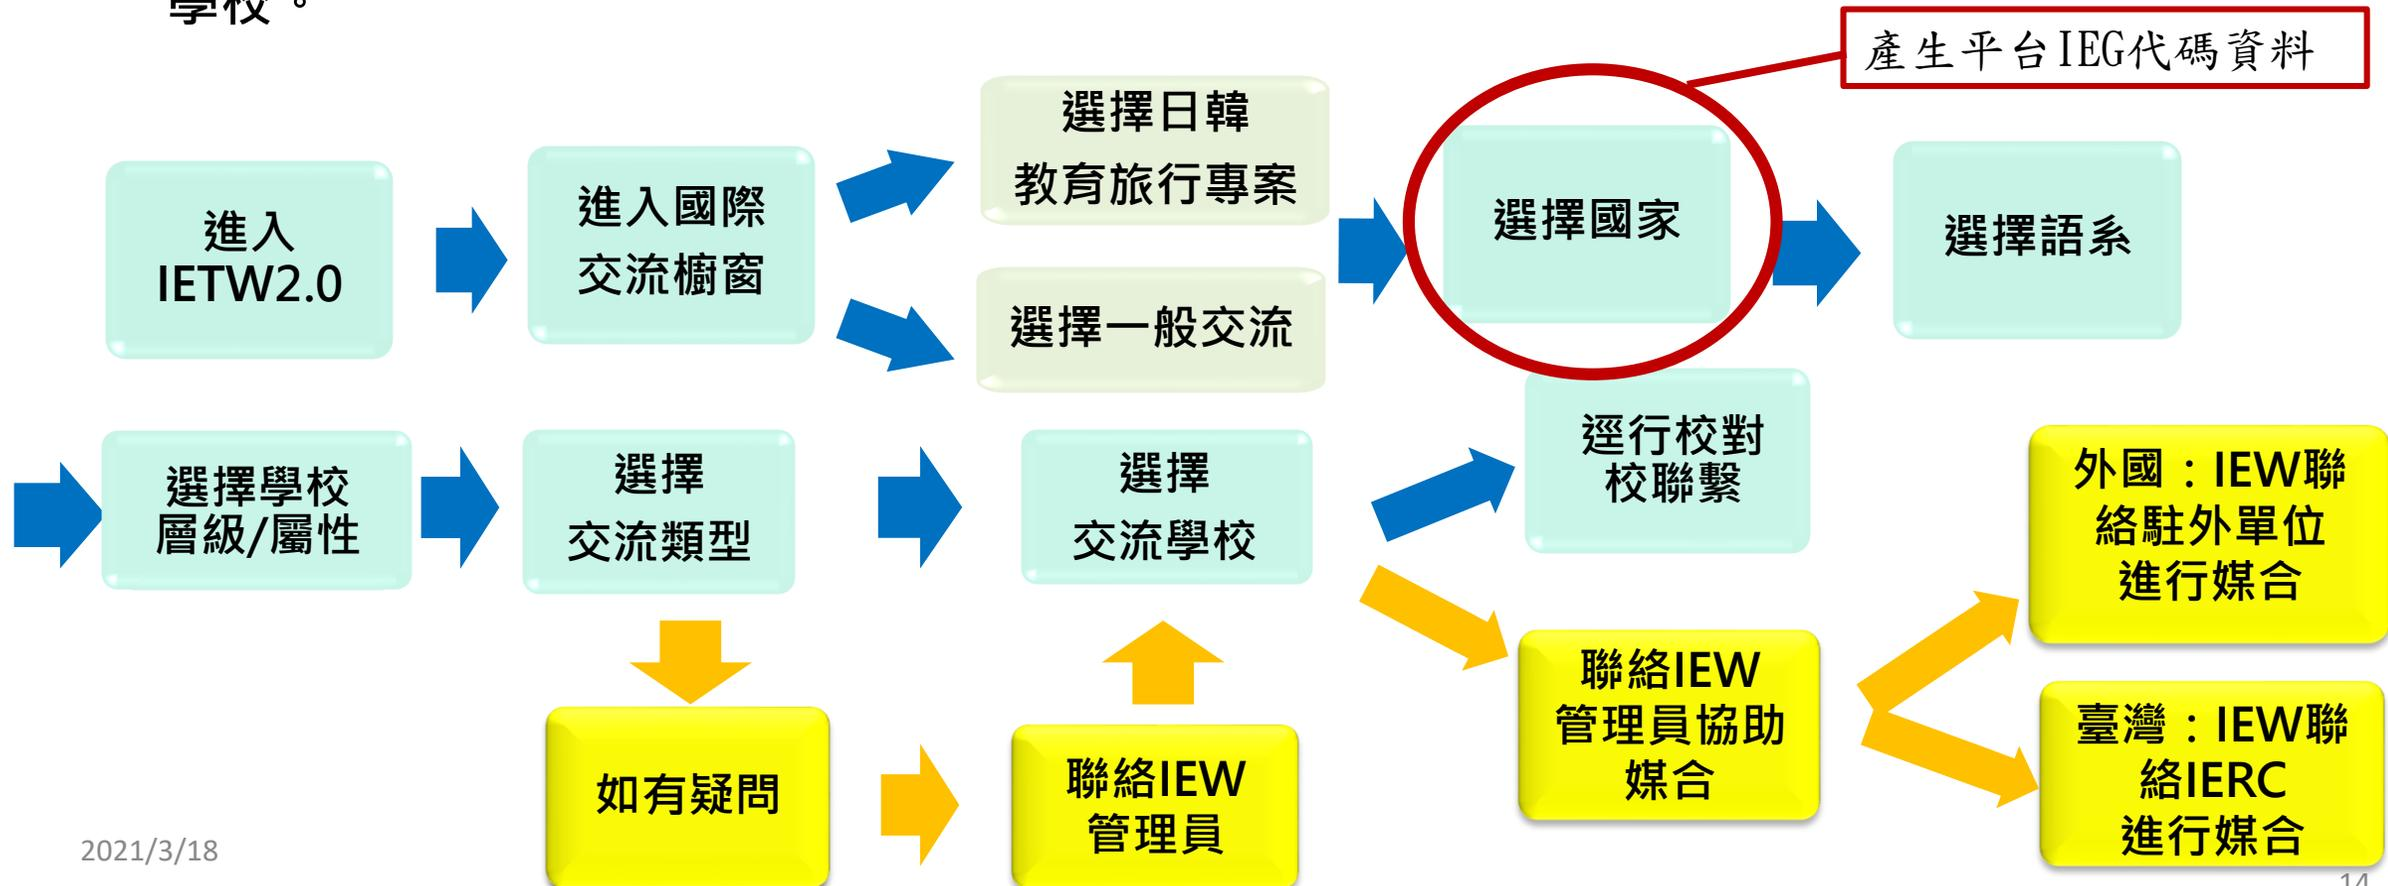 學校。
產生平台IEG代碼資料
進入
IETW2.0
進入國際
交流櫥窗
選擇日韓
教育旅行專案
選擇一般交流
選擇國家
選擇語系
選擇學校
層級/屬性
選擇
交流類型
選擇
交流學校
逕行校對
校聯繫
外國：IEW聯
絡駐外單位
進行媒合
如有疑問
聯絡IEW
管理員
聯絡IEW
管理員協助
媒合
臺灣：IEW聯
絡IERC
進行媒合
2021/3/18
14